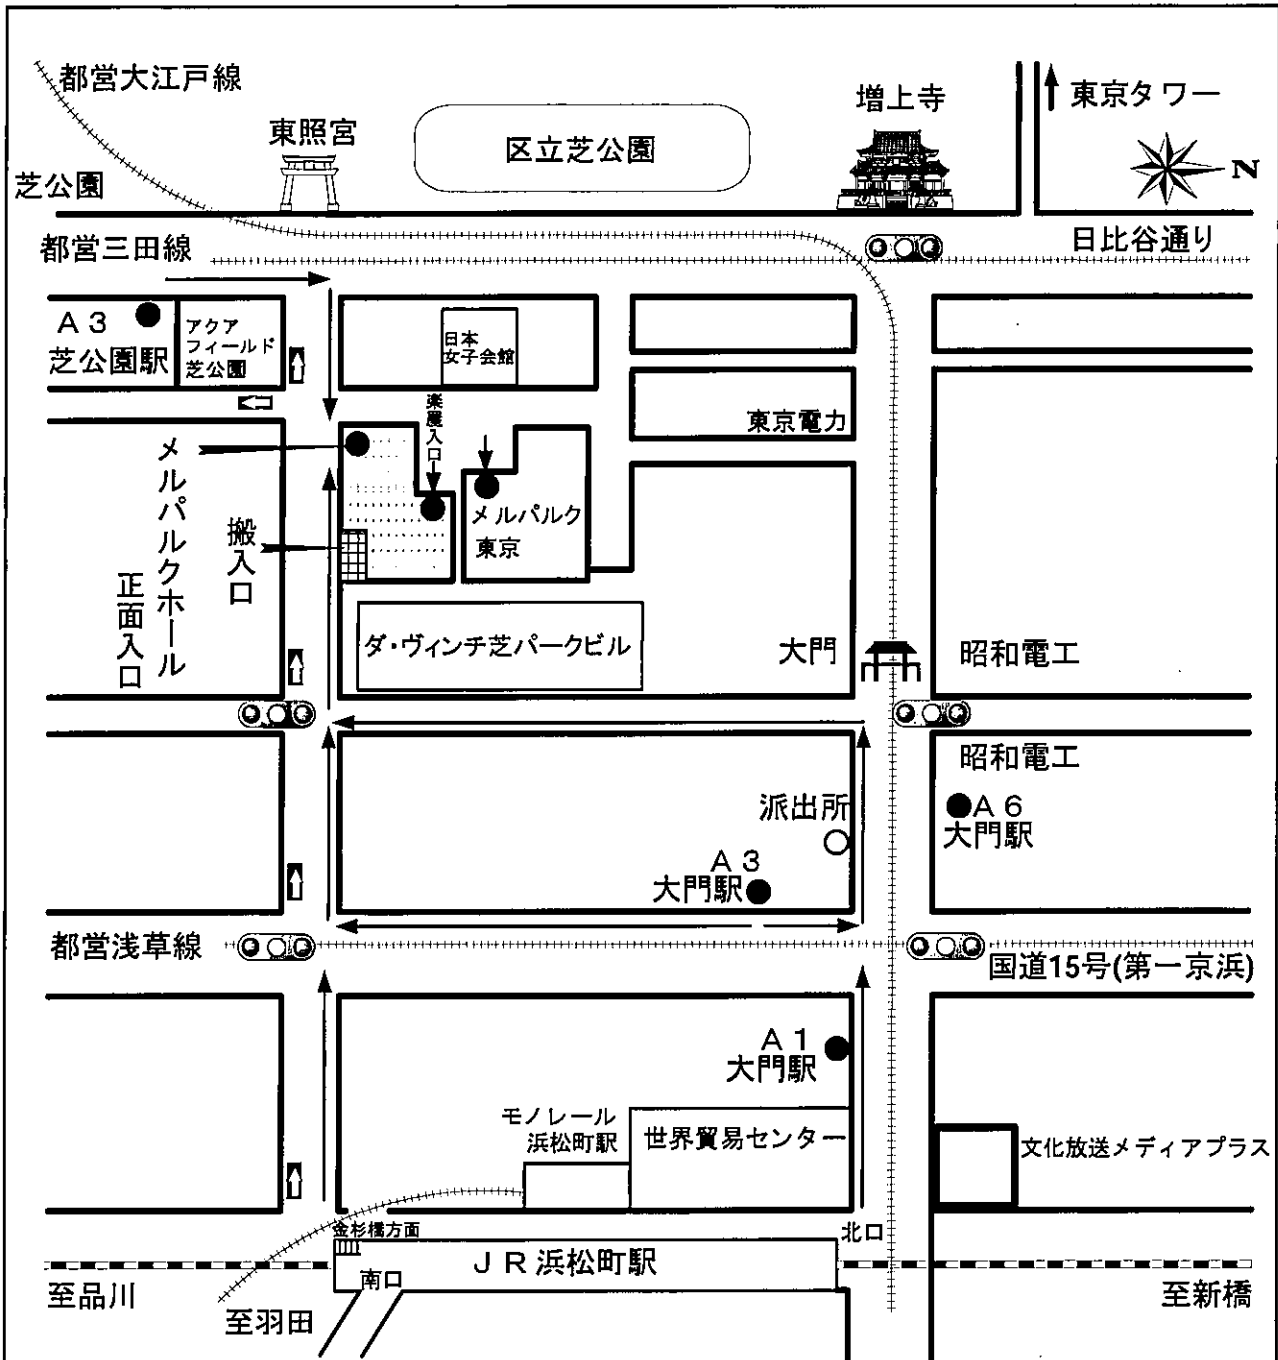 都営大江戸線
東照宮
区立芝公園
増上寺
東京タワー
N
芝公園
都営三田線
日比谷通り
A3
芝公園駅
アクア
フィールド
芝公園
日本
女子会館
東京電力
楽屋入口
メルパルクホール
正面入口
搬入口
メルパルク
東京
ダ・ヴィンチ芝パークビル
大門
昭和電工
昭和電工
派出所
A6
大門駅
A3
大門駅
都営浅草線
国道15号(第一京浜)
A1
大門駅
モノレール
浜松町駅
世界貿易センター
文化放送メディアプラス
金杉橋方面
北口
JR浜松町駅
南口
至品川
至羽田
至新橋